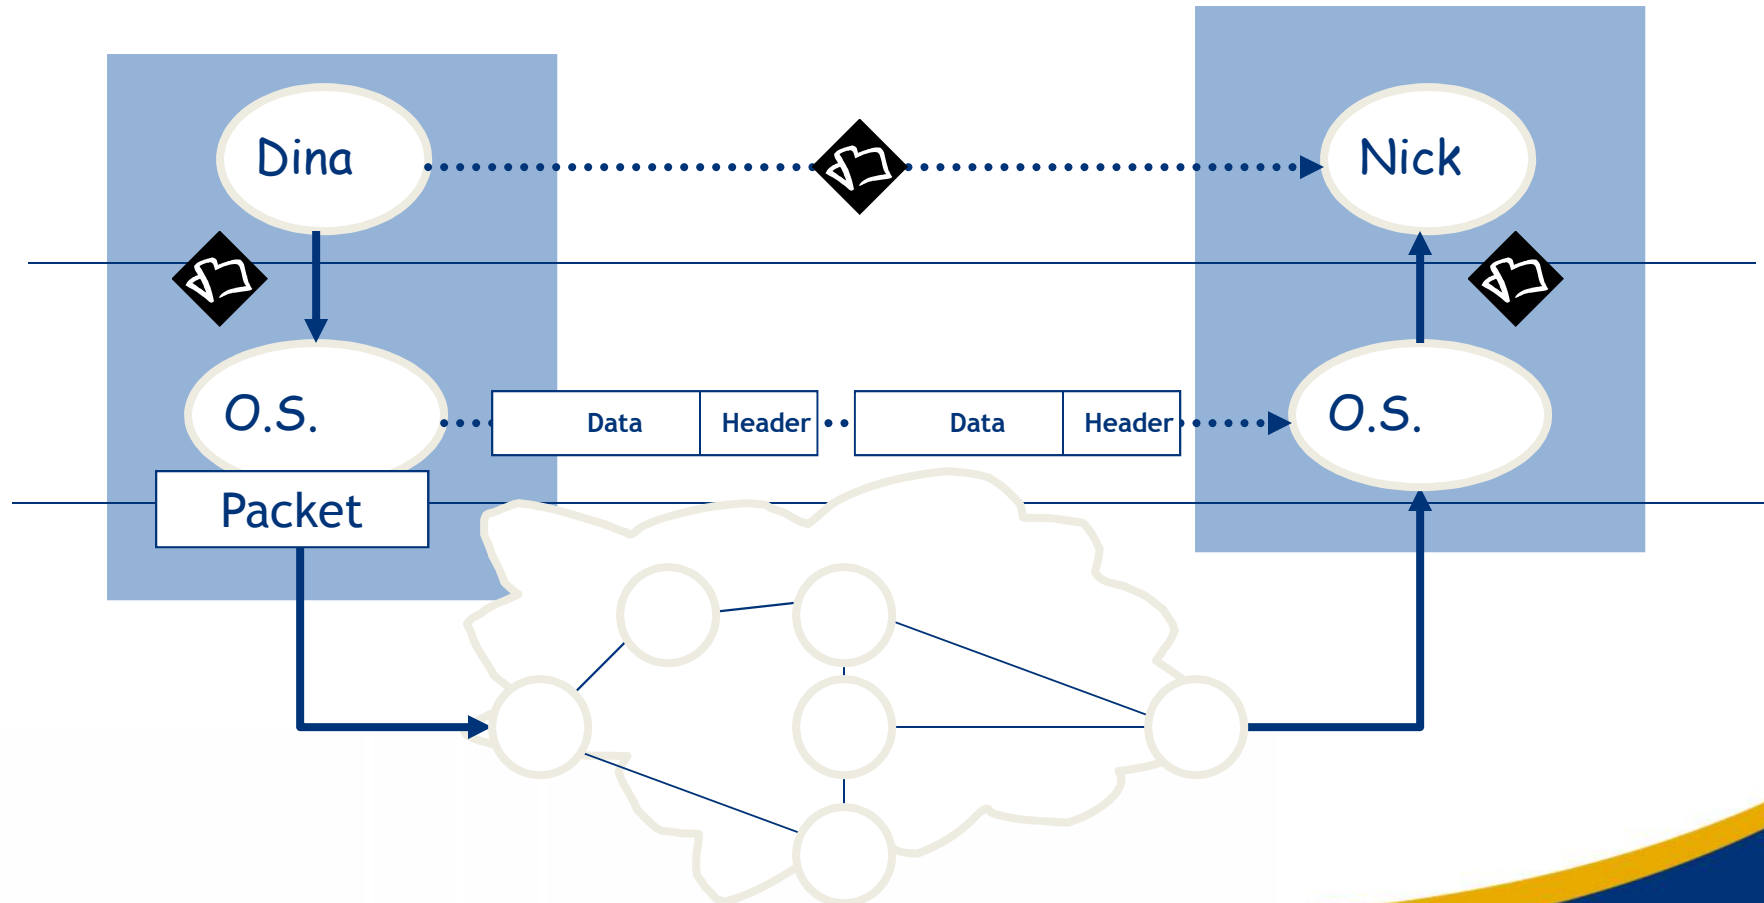 Dina
Nick
O.S.
Data
Header
Data
Header
O.S.
Packet